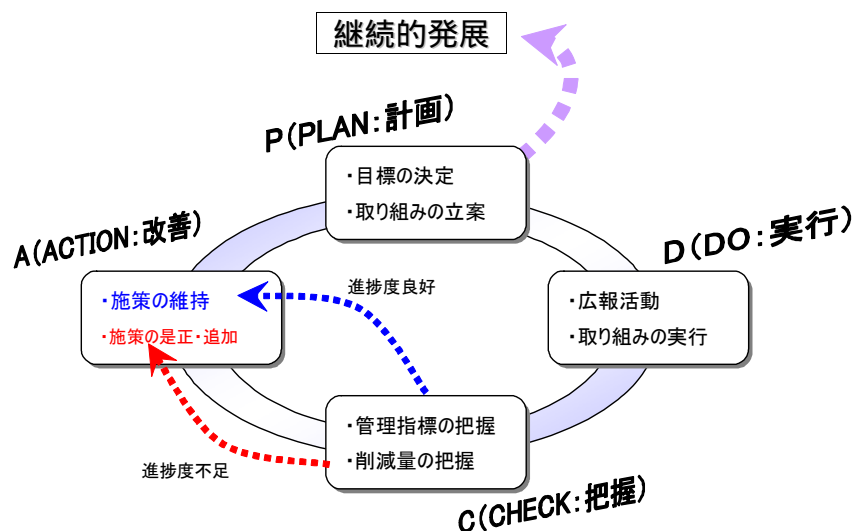 継続的発展
P(PLAN:計画)
・目標の決定
・取り組みの立案
A(ACTION:改善)
D(DO:実行)
・施策の維持
・施策の是正・追加
進捗度良好
・広報活動
・取り組みの実行
・管理指標の把握
・削減量の把握
進捗度不足
C(CHECK:把握)